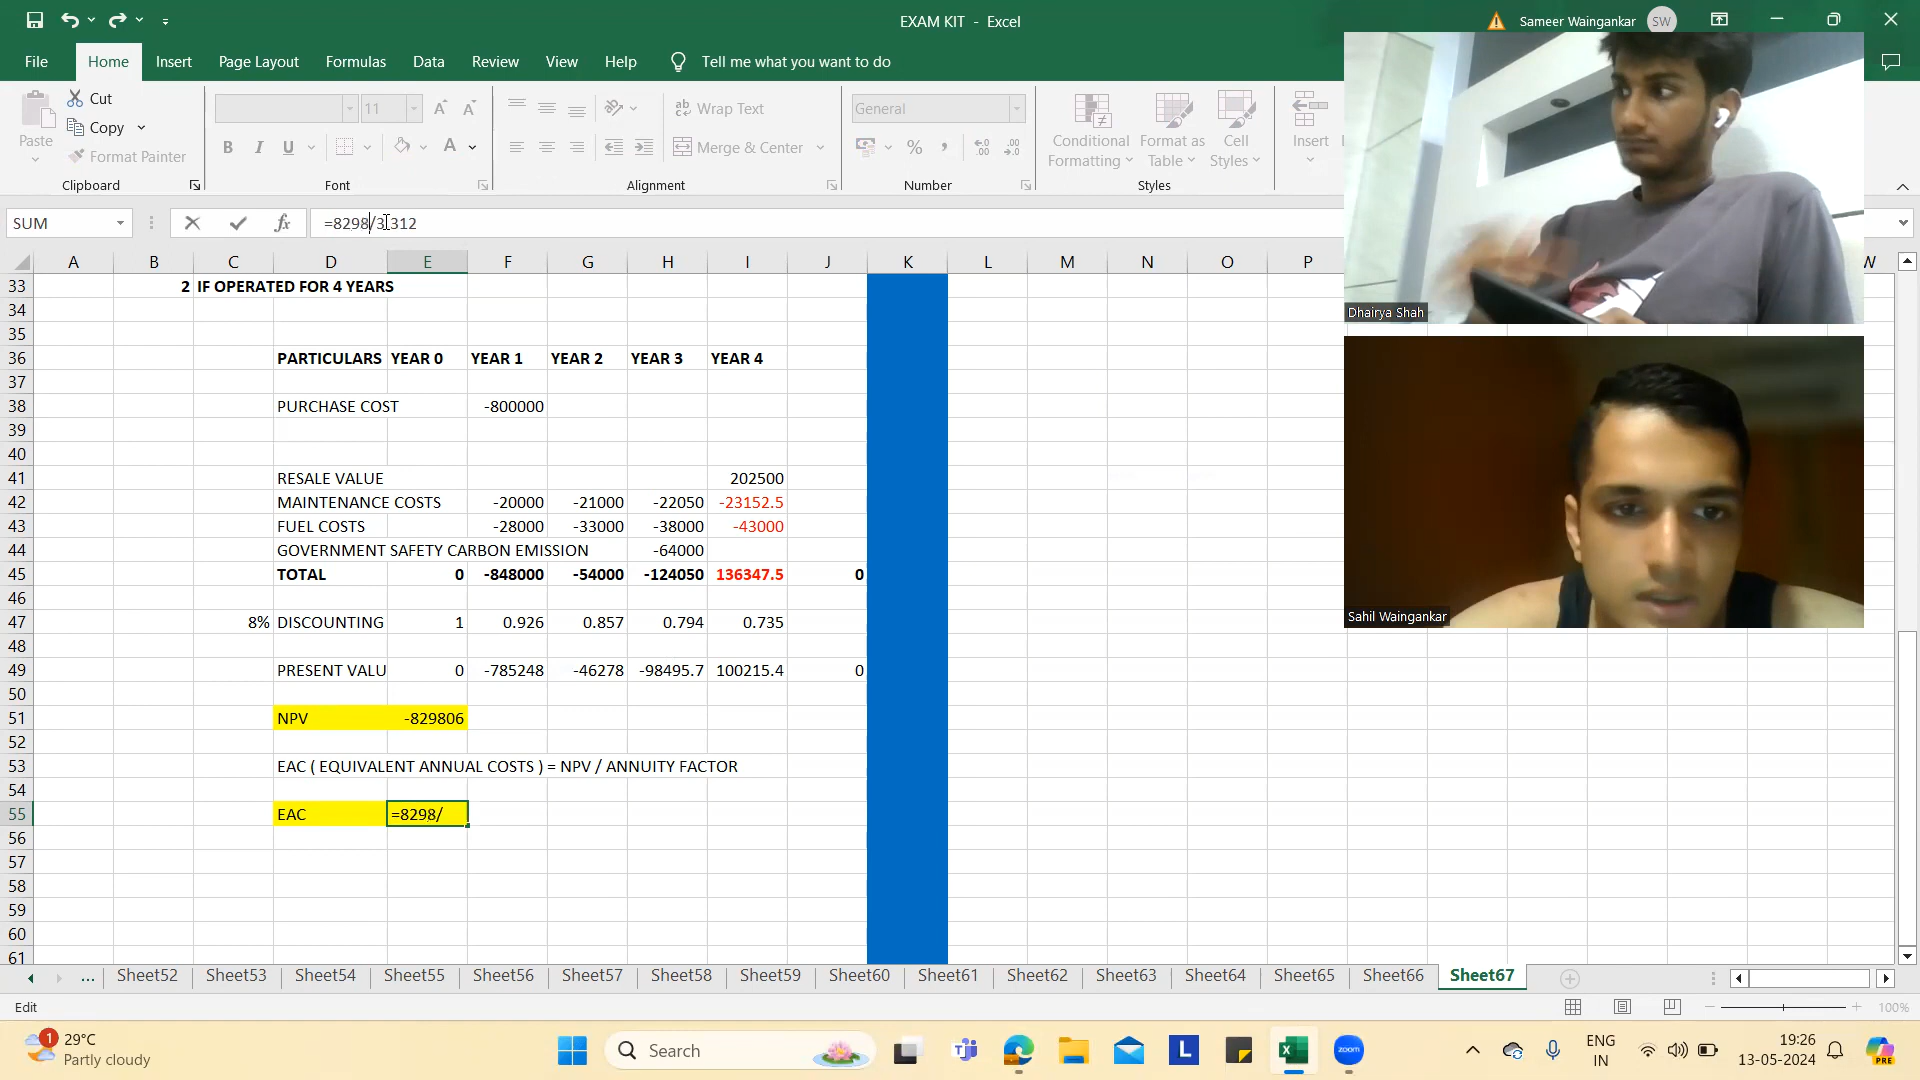 EXAM KIT - Excel
Sameer Waingankar
SW
File
Home
Insert
Page Layout
Formulas
Data
Review
View
Help
Tell me what you want to do
Paste
Cut
Copy
Format Painter
Clipboard
11
A
A
B
I
U
A
Font
ab
Wrap Text
Merge & Center
Alignment
General
%
Number
Conditional Formatting
Format as Table
Cell Styles
Styles
Insert
SUM
fx
=8298/3.312
A B C D E F G H I J K L M N O P W
33 2 IF OPERATED FOR 4 YEARS
34
35
36 PARTICULARS YEAR 0 YEAR 1 YEAR 2 YEAR 3 YEAR 4
37
38 PURCHASE COST -800000
39
40
41 RESALE VALUE 202500
42 MAINTENANCE COSTS -20000 -21000 -22050 -23152.5
43 FUEL COSTS -28000 -33000 -38000 -43000
44 GOVERNMENT SAFETY CARBON EMISSION -64000
45 TOTAL 0 -848000 -54000 -124050 136347.5 0
46
47 8% DISCOUNTING 1 0.926 0.857 0.794 0.735
48
49 PRESENT VALU 0 -785248 -46278 -98495.7 100215.4 0
50
51 NPV -829806
52
53 EAC ( EQUIVALENT ANNUAL COSTS ) = NPV / ANNUITY FACTOR
54
55 EAC =8298/
56
57
58
59
60
61
Dhairya Shah
Sahil Waingankar
... Sheet52 Sheet53 Sheet54 Sheet55 Sheet56 Sheet57 Sheet58 Sheet59 Sheet60 Sheet61 Sheet62 Sheet63 Sheet64 Sheet65 Sheet66 Sheet67
Edit
100%
1
29°C
Partly cloudy
Search
L
zoom
ENG
IN
19:26
13-05-2024
PRE